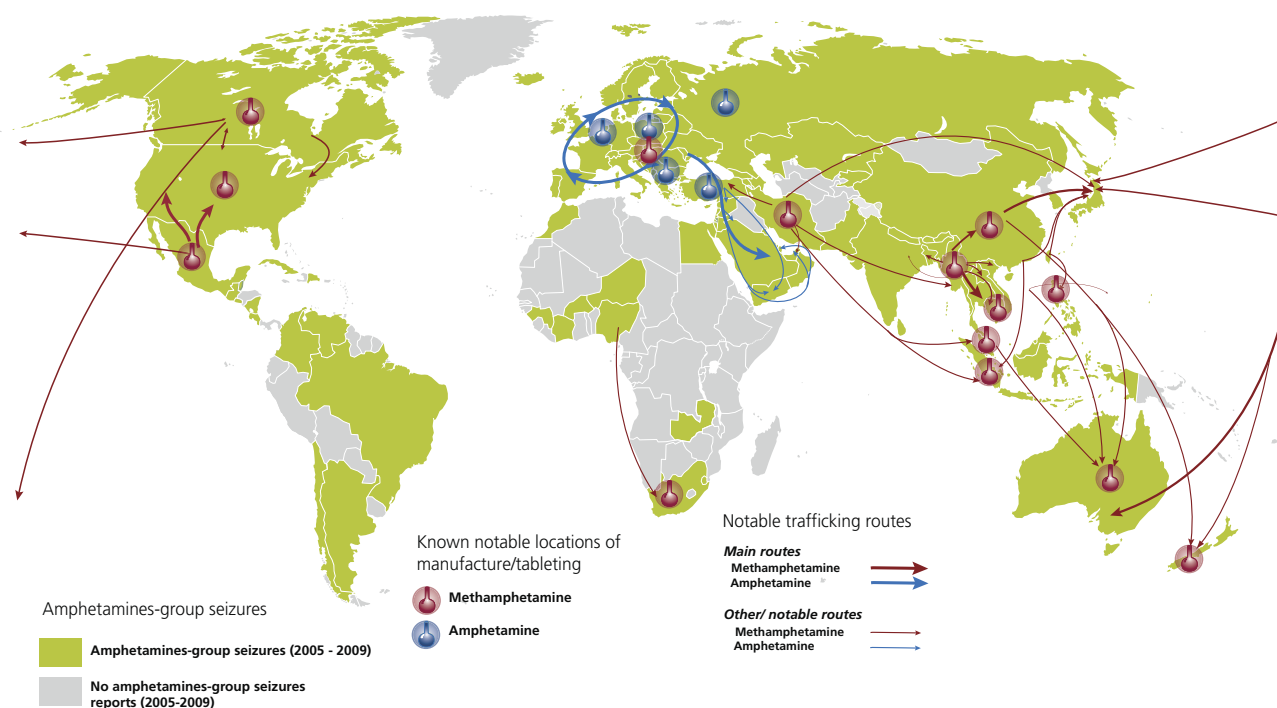 Known notable locations of
manufacture/tableting
Methamphetamine
Amphetamine
Notable trafficking routes
Main routes
Methamphetamine
Amphetamine
Other/ notable routes
Methamphetamine
Amphetamine
Amphetamines-group seizures
Amphetamines-group seizures (2005 - 2009)
No amphetamines-group seizures
reports (2005-2009)